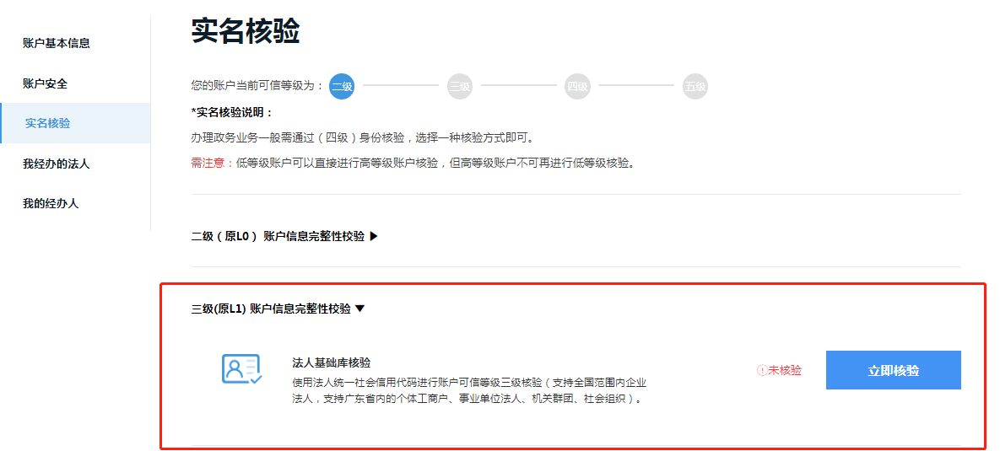 实名核验
账户基本信息
账户安全
实名核验
我经办的法人
我的经办人
您的账户当前可信等级为： 二级 三级 四级 五级
*实名核验说明：
办理政务业务一般需通过（四级）身份核验，选择一种核验方式即可。
需注意：低等级账户可以直接进行高等级账户核验，但高等级账户不可再进行低等级核验。
二级（原L0） 账户信息完整性校验 ▶
三级(原L1) 账户信息完整性校验 ▼
法人基础库核验
使用法人统一社会信用代码进行账户可信等级三级核验（支持全国范围内企业
法人，支持广东省内的个体工商户、事业单位法人、机关群团、社会组织）。
未核验
立即核验